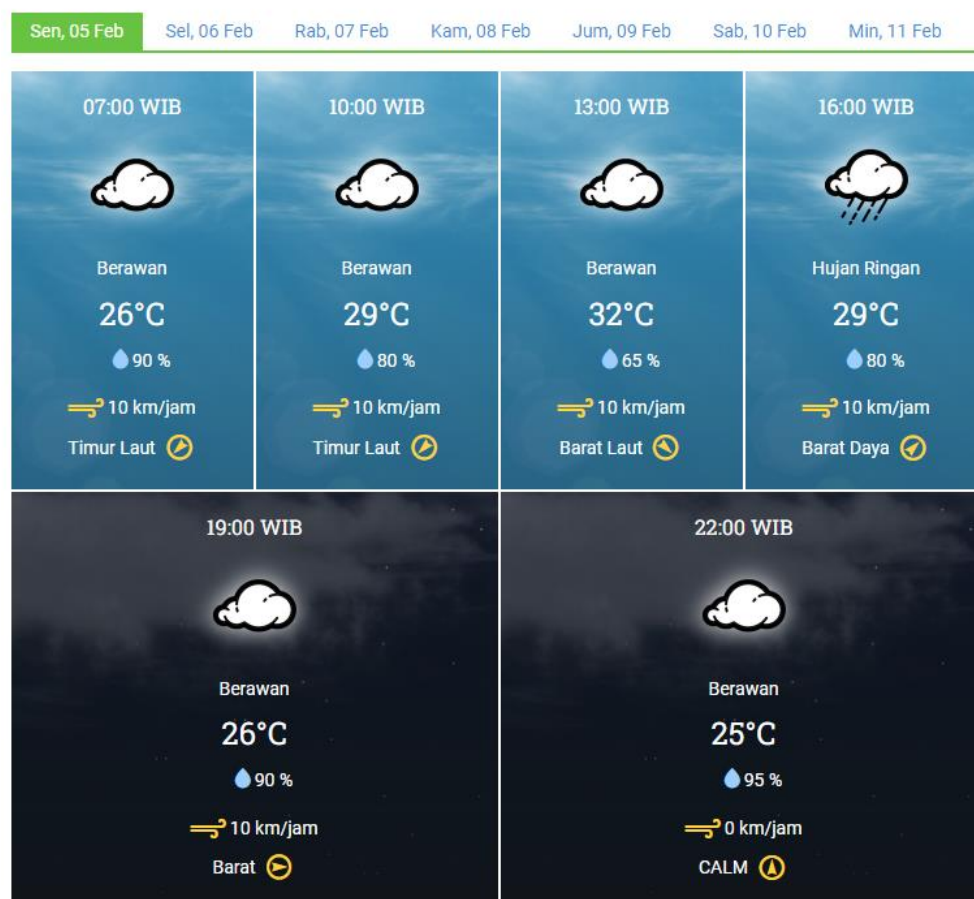 Sen, 05 Feb Sel, 06 Feb Rab, 07 Feb Kam, 08 Feb Jum, 09 Feb Sab, 10 Feb Min, 11 Feb
07:00 WIB
Berawan
26°C
90 %
10 km/jam
Timur Laut
10:00 WIB
Berawan
29°C
80 %
10 km/jam
Timur Laut
13:00 WIB
Berawan
32°C
65 %
10 km/jam
Barat Laut
16:00 WIB
Hujan Ringan
29°C
80 %
10 km/jam
Barat Daya
19:00 WIB
Berawan
26°C
90 %
10 km/jam
Barat
22:00 WIB
Berawan
25°C
95 %
0 km/jam
CALM